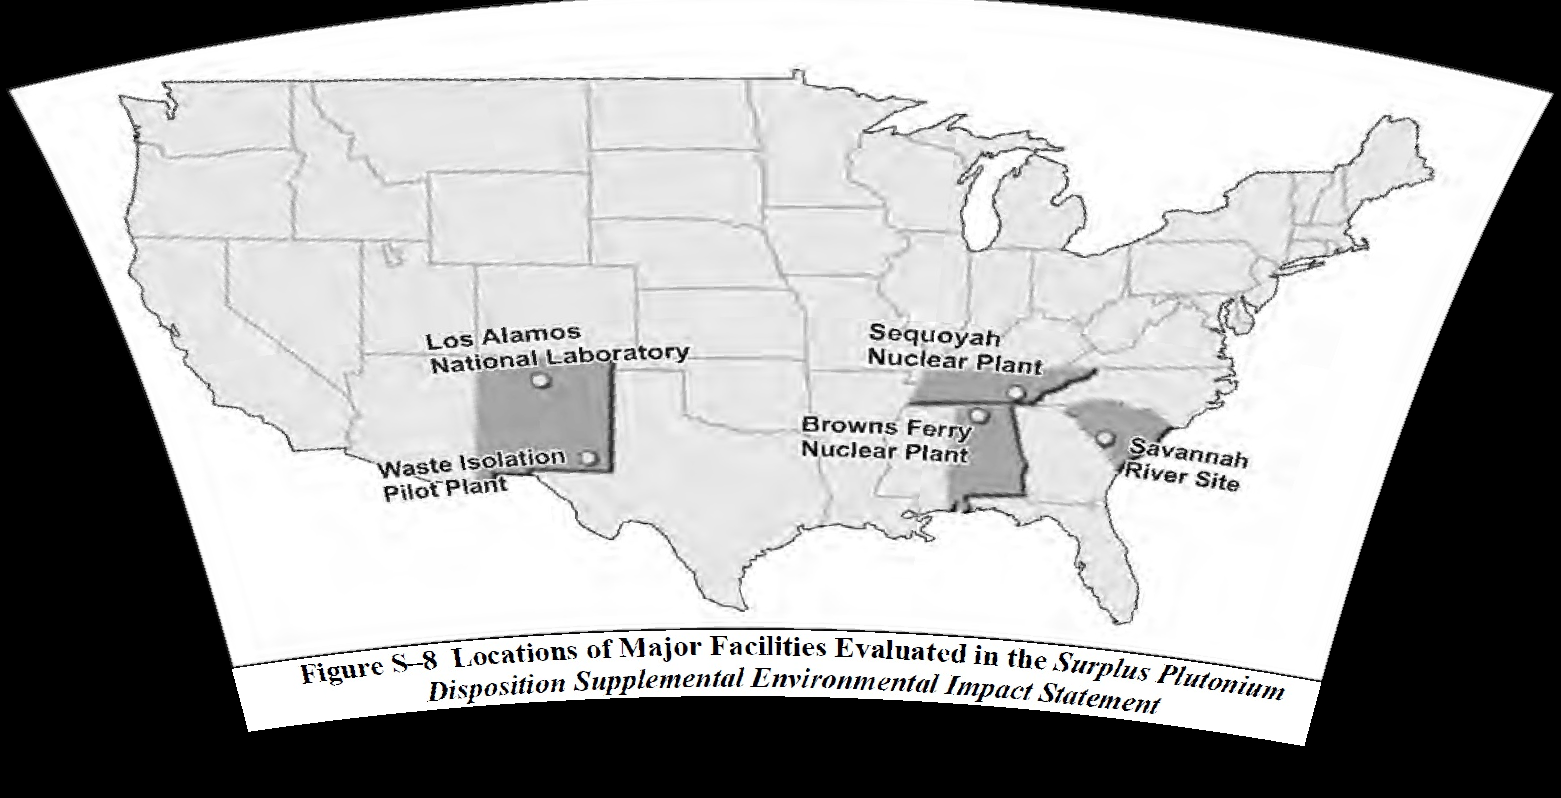 Los Alamos
National Laboratory
Sequoyah
Nuclear Plant
Browns Ferry
Nuclear Plant
Waste Isolation
Pilot Plant
Savannah
River Site
Figure S–8 Locations of Major Facilities Evaluated in the Surplus Plutonium
Disposition Supplemental Environmental Impact Statement